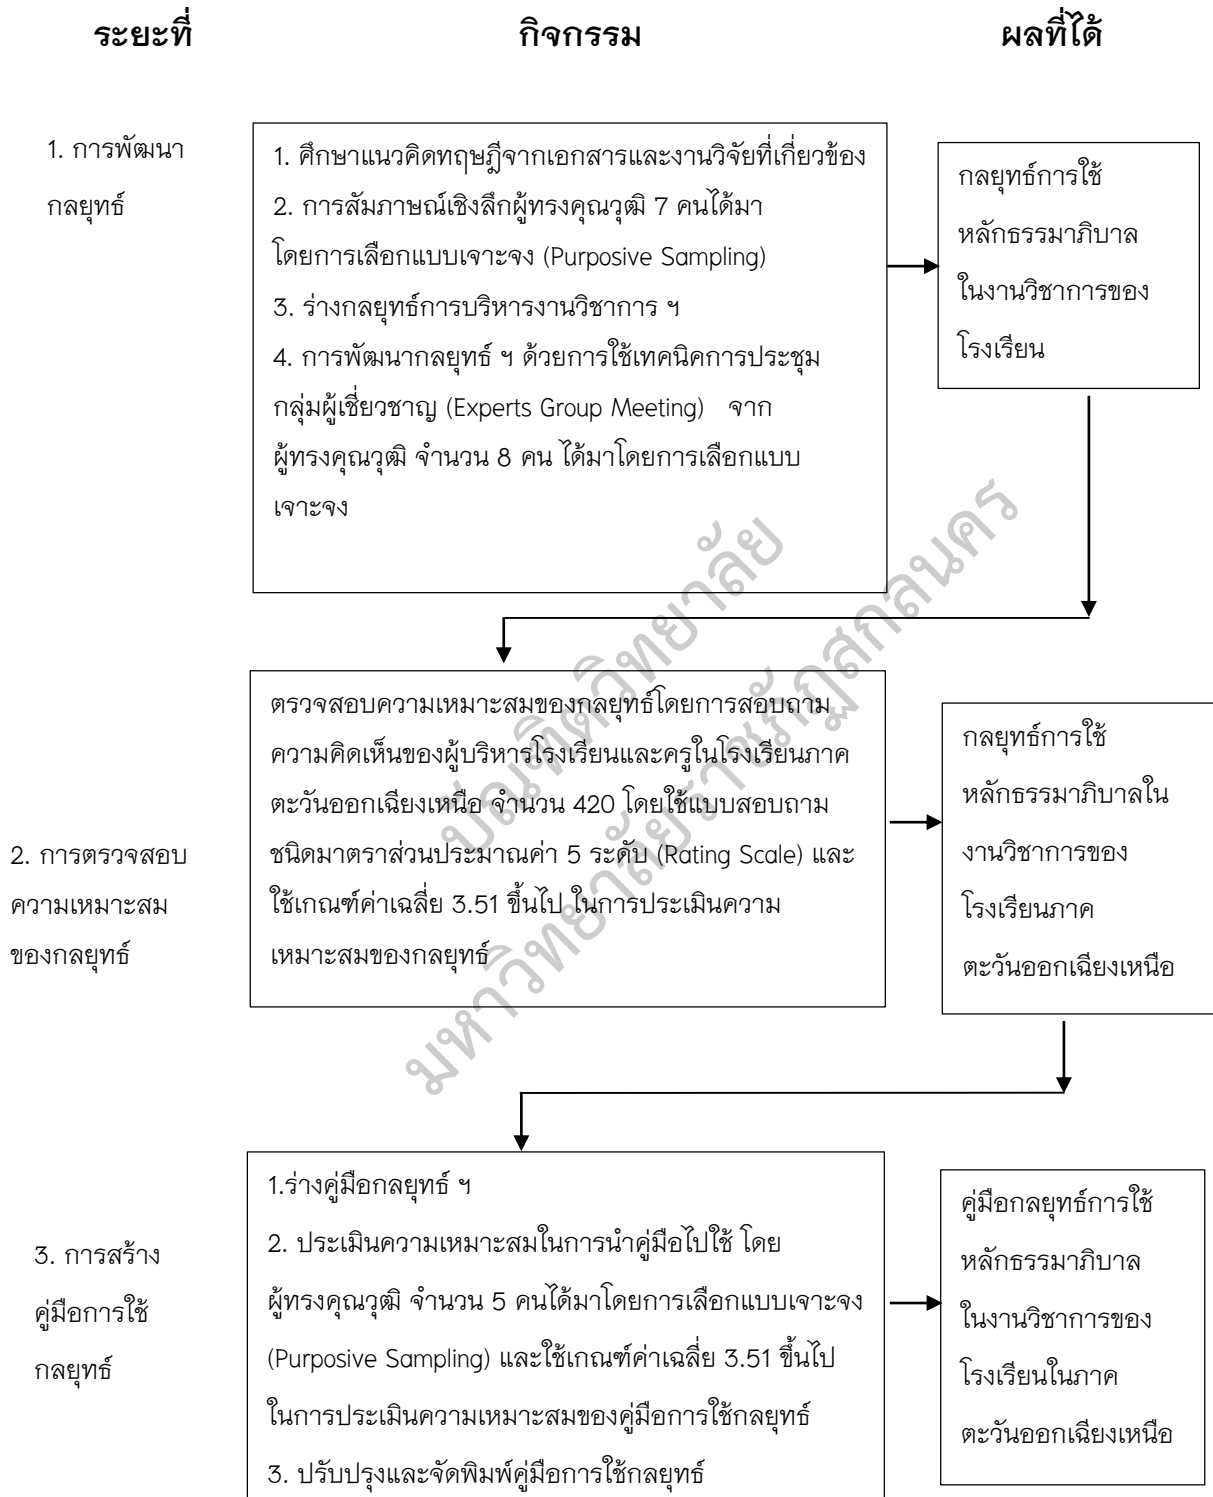 ระยะที่ กิจกรรม ผลที่ได้
1. การพัฒนา
กลยุทธ์
1. ศึกษาแนวคิดทฤษฎีจากเอกสารและงานวิจัยที่เกี่ยวข้อง
2. การสัมภาษณ์เชิงลึกผู้ทรงคุณวุฒิ 7 คนได้มา
โดยการเลือกแบบเจาะจง (Purposive Sampling)
3. ร่างกลยุทธ์การบริหารงานวิชาการ ฯ
4. การพัฒนากลยุทธ์ ฯ ด้วยการใช้เทคนิคการประชุม
กลุ่มผู้เชี่ยวชาญ (Experts Group Meeting) จาก
ผู้ทรงคุณวุฒิ จำนวน 8 คน ได้มาโดยการเลือกแบบ
เจาะจง
กลยุทธ์การใช้
หลักธรรมาภิบาล
ในงานวิชาการของ
โรงเรียน
2. การตรวจสอบ
ความเหมาะสม
ของกลยุทธ์
ตรวจสอบความเหมาะสมของกลยุทธ์โดยการสอบถาม
ความคิดเห็นของผู้บริหารโรงเรียนและครูในโรงเรียนภาค
ตะวันออกเฉียงเหนือ จำนวน 420 โดยใช้แบบสอบถาม
ชนิดมาตราส่วนประมาณค่า 5 ระดับ (Rating Scale) และ
ใช้เกณฑ์ค่าเฉลี่ย 3.51 ขึ้นไป ในการประเมินความ
เหมาะสมของกลยุทธ์
กลยุทธ์การใช้
หลักธรรมาภิบาลใน
งานวิชาการของ
โรงเรียนภาค
ตะวันออกเฉียงเหนือ
3. การสร้าง
คู่มือการใช้
กลยุทธ์
1.ร่างคู่มือกลยุทธ์ ฯ
2. ประเมินความเหมาะสมในการนำคู่มือไปใช้ โดย
ผู้ทรงคุณวุฒิ จำนวน 5 คนได้มาโดยการเลือกแบบเจาะจง
(Purposive Sampling) และใช้เกณฑ์ค่าเฉลี่ย 3.51 ขึ้นไป
ในการประเมินความเหมาะสมของคู่มือการใช้กลยุทธ์
3. ปรับปรุงและจัดพิมพ์คู่มือการใช้กลยุทธ์
คู่มือกลยุทธ์การใช้
หลักธรรมาภิบาล
ในงานวิชาการของ
โรงเรียนในภาค
ตะวันออกเฉียงเหนือ
บัณฑิตวิทยาลัย
มหาวิทยาลัยราชภัฏสกลนคร